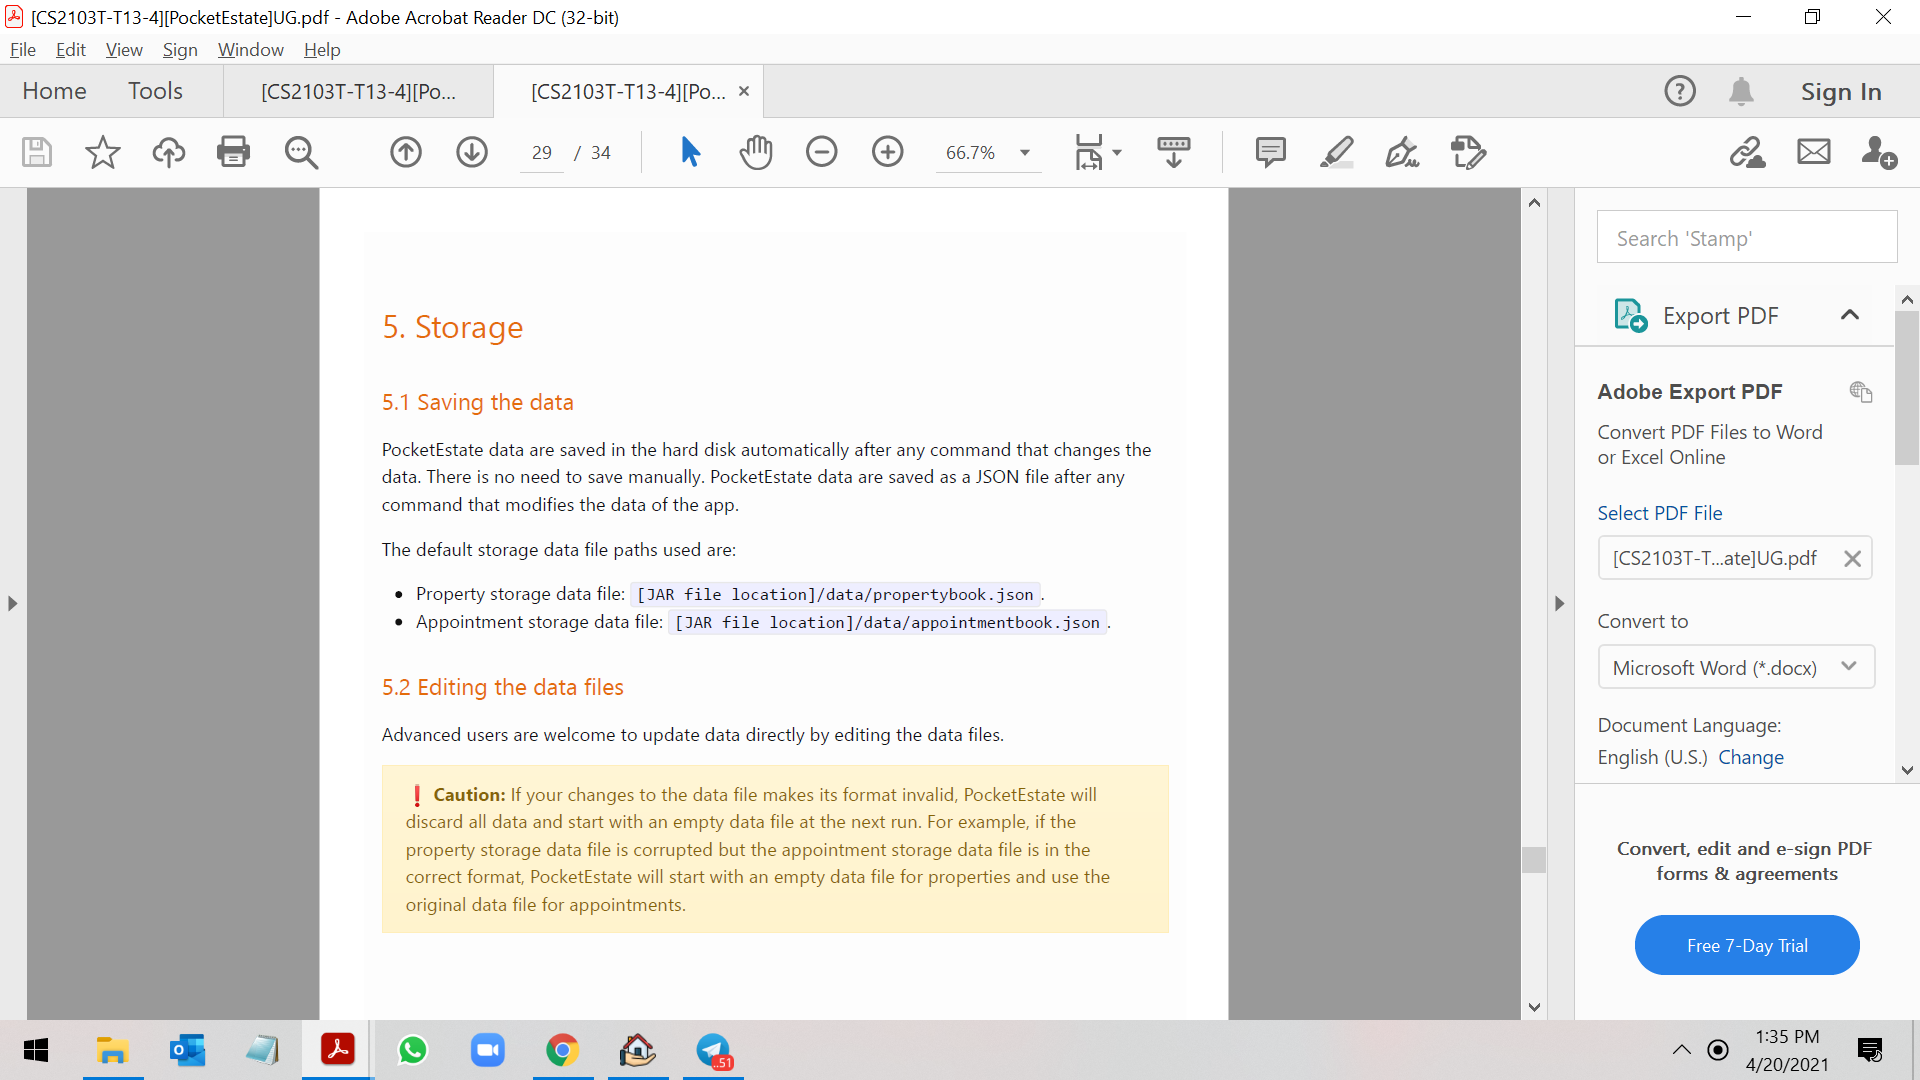 [CS2103T-T13-4][PocketEstate]UG.pdf - Adobe Acrobat Reader DC (32-bit)
File Edit View Sign Window Help
Home Tools [CS2103T-T13-4][Po... [CS2103T-T13-4][Po... Sign In
29 / 34 66.7%
5. Storage
5.1 Saving the data
PocketEstate data are saved in the hard disk automatically after any command that changes the
data. There is no need to save manually. PocketEstate data are saved as a JSON file after any
command that modifies the data of the app.
The default storage data file paths used are:
• Property storage data file: [JAR file location]/data/propertybook.json.
• Appointment storage data file: [JAR file location]/data/appointmentbook.json.
5.2 Editing the data files
Advanced users are welcome to update data directly by editing the data files.
❗ Caution: If your changes to the data file makes its format invalid, PocketEstate will
discard all data and start with an empty data file at the next run. For example, if the
property storage data file is corrupted but the appointment storage data file is in the
correct format, PocketEstate will start with an empty data file for properties and use the
original data file for appointments.
Search 'Stamp'
Export PDF
Adobe Export PDF
Convert PDF Files to Word
or Excel Online
Select PDF File
[CS2103T-T...ate]UG.pdf
Convert to
Microsoft Word (*.docx)
Document Language:
English (U.S.) Change
Convert, edit and e-sign PDF
forms & agreements
Free 7-Day Trial
..51
1:35 PM
4/20/2021